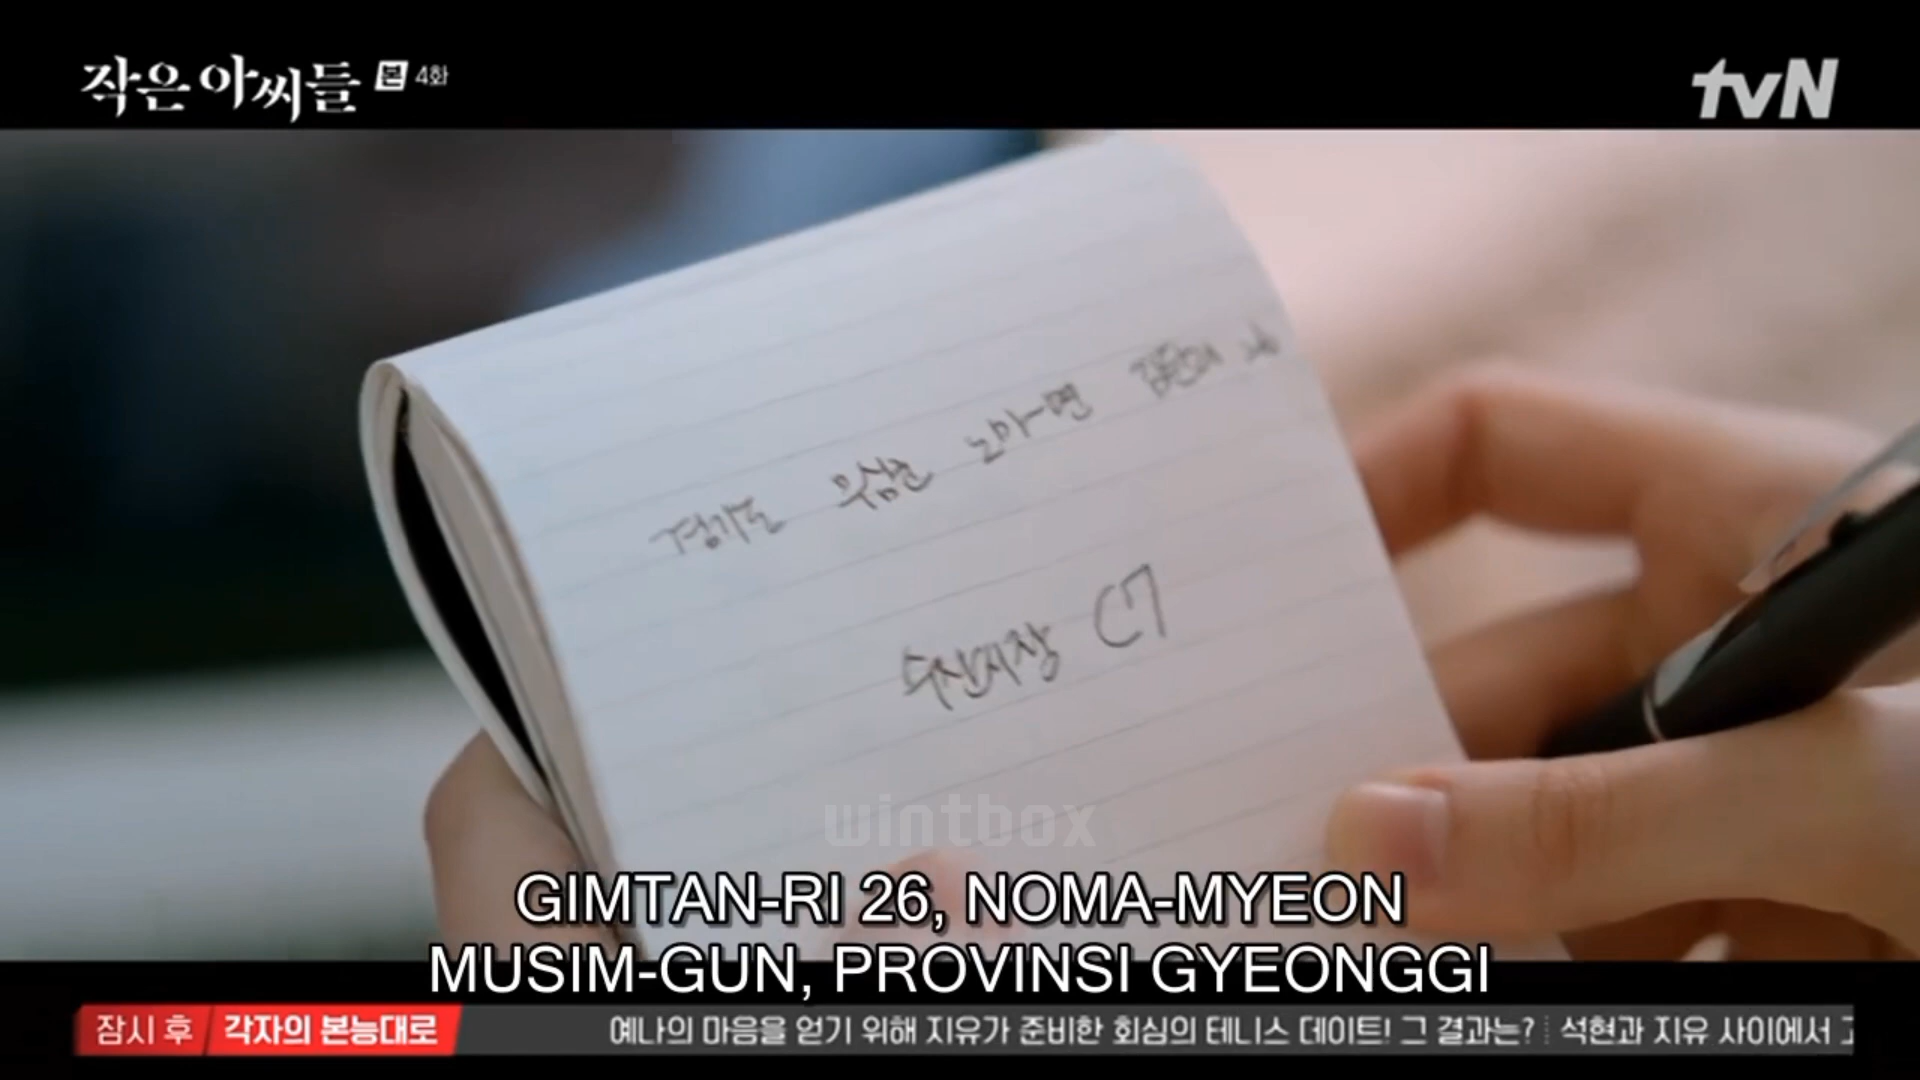 작은 아씨들 본 4화
tvN
경기도 무심군 노마면 김탄리
수산시장 C7
wintbox
GIMTAN-RI 26, NOMA-MYEON
MUSIM-GUN, PROVINSI GYEONGGI
잠시 후 각자의 본능대로 예나의 마음을 얻기 위해 지유가 준비한 회심의 테니스 데이트! 그 결과는? 석현과 지유 사이에서